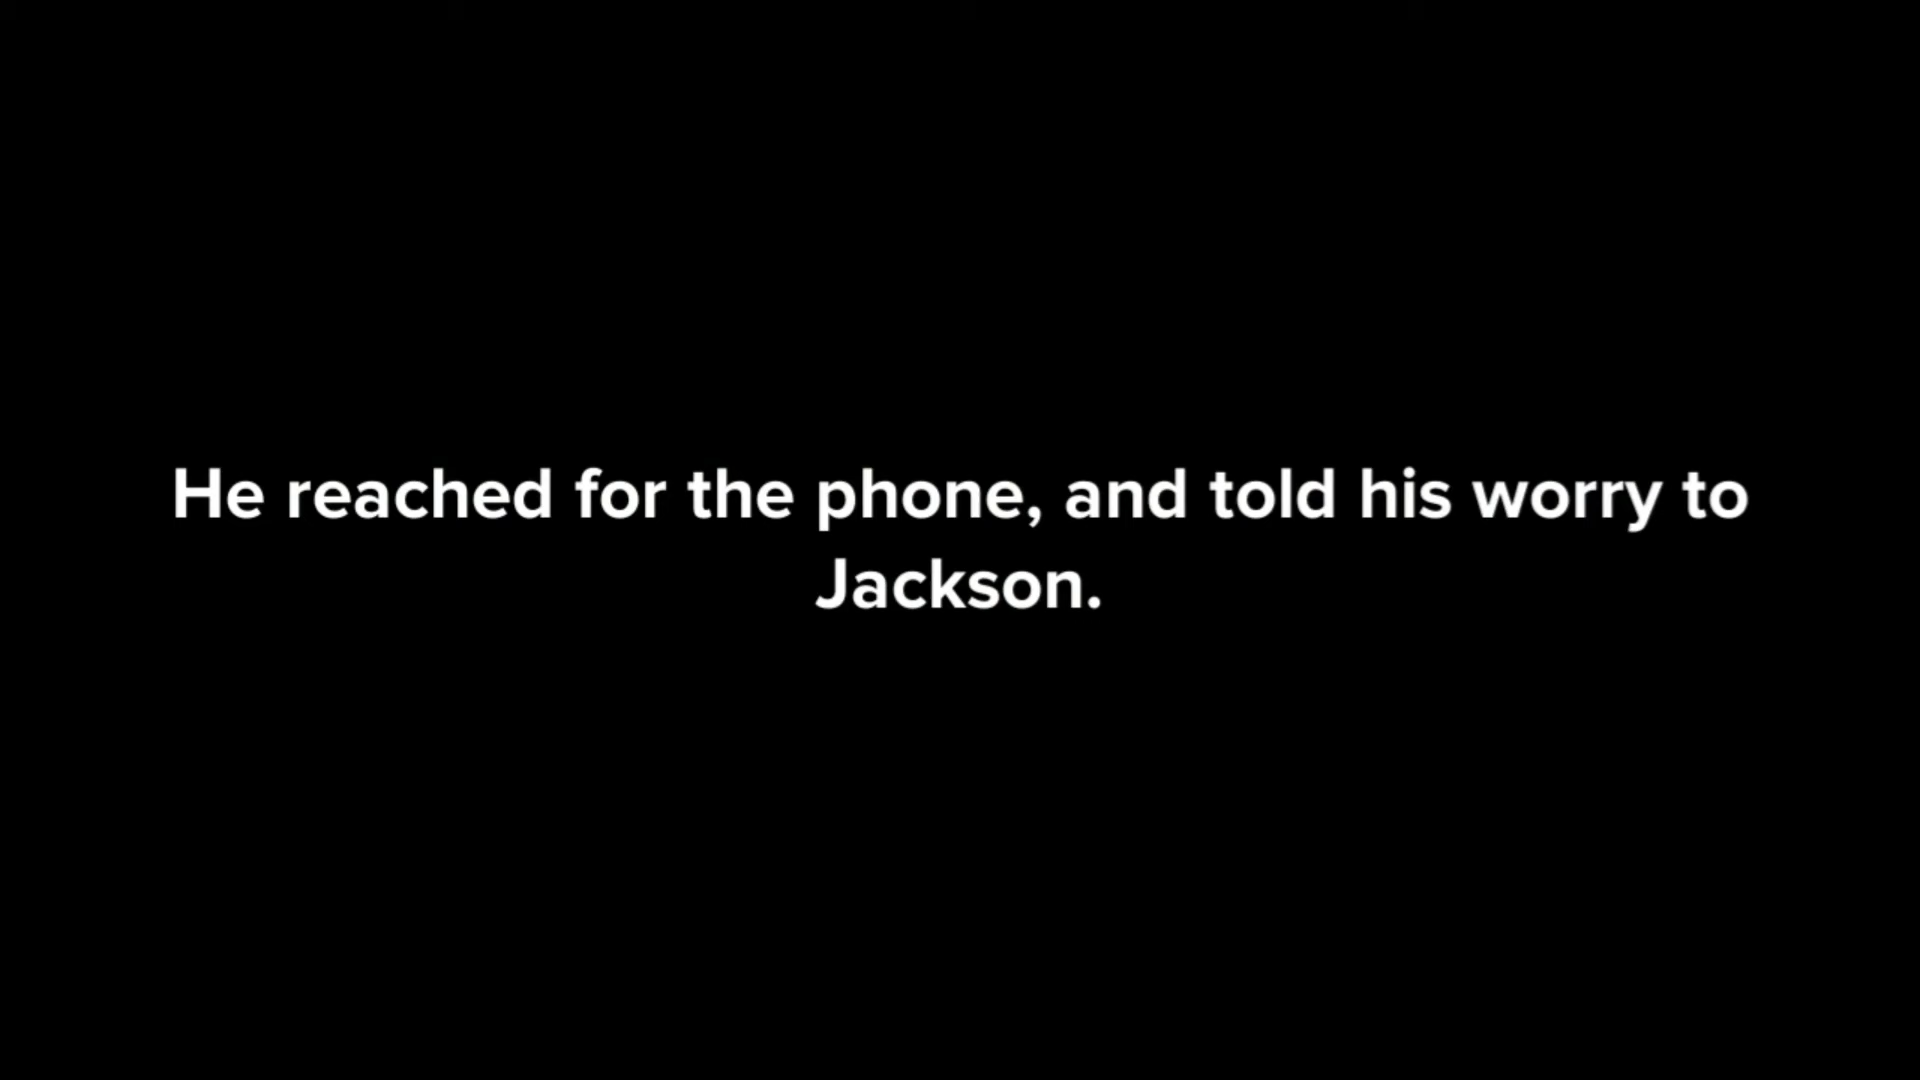 He reached for the phone, and told his worry to
Jackson.